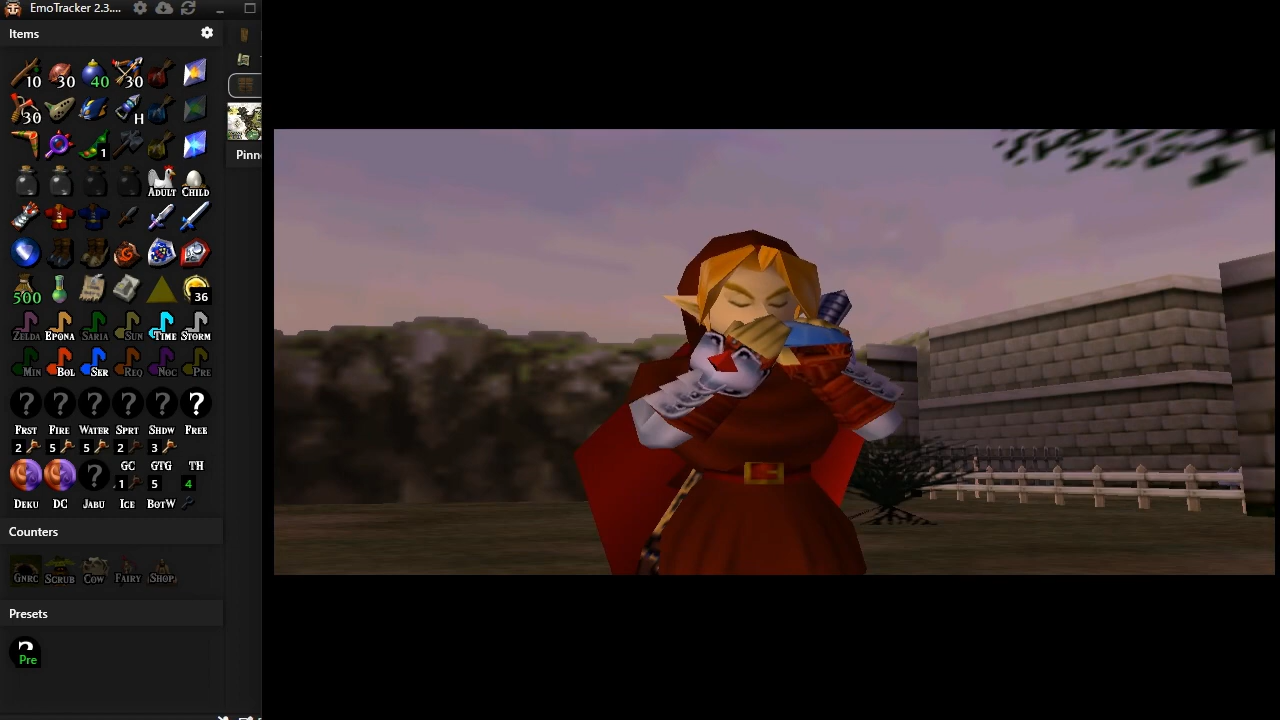 EmoTracker 2.3....
Items
10 30 40 30
30 H
1
ADULT CHILD
500 36
ZELDA EPONA SARIA SUN TIME STORM
MIN BOL SER REQ NOC PRE
? ? ? ? ? ?
FRST FIRE WATER SPRT SHDW FREE
2 5 5 2 3
? GC GTG TH
1 5 4
DEKU DC JABU ICE BOTW
Counters
GNRC SCRUB COW FAIRY SHOP
Presets
Pre
Pinn